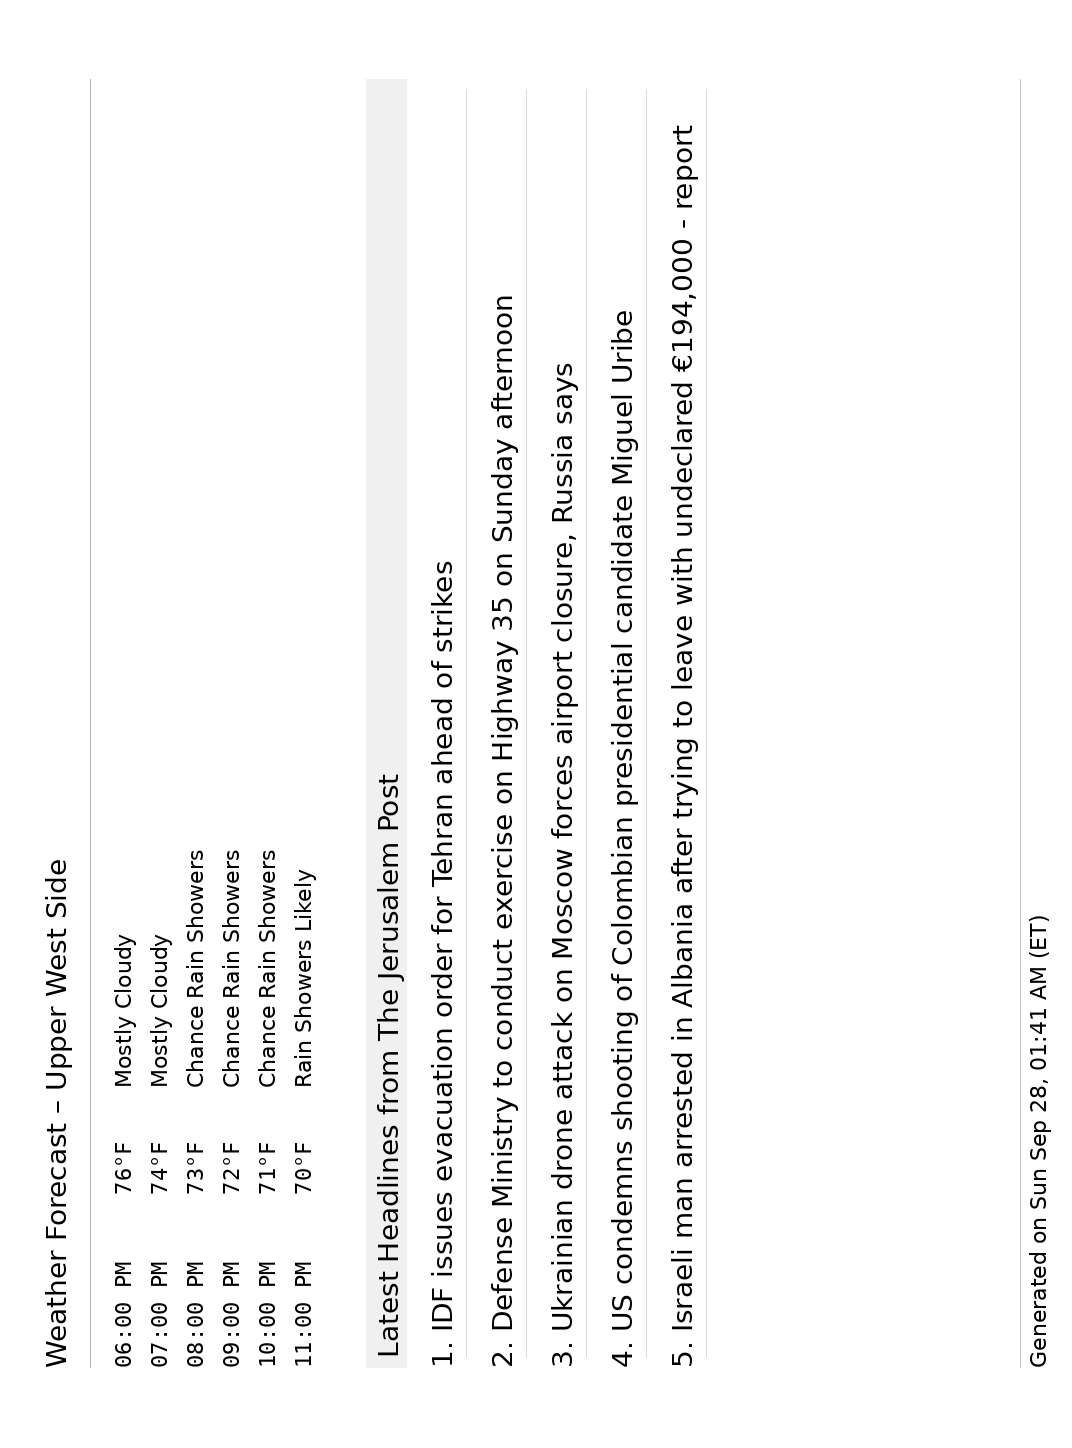 Weather Forecast – Upper West Side
06:00 PM 76°F Mostly Cloudy
07:00 PM 74°F Mostly Cloudy
08:00 PM 73°F Chance Rain Showers
09:00 PM 72°F Chance Rain Showers
10:00 PM 71°F Chance Rain Showers
11:00 PM 70°F Rain Showers Likely
Latest Headlines from The Jerusalem Post
1. IDF issues evacuation order for Tehran ahead of strikes
2. Defense Ministry to conduct exercise on Highway 35 on Sunday afternoon
3. Ukrainian drone attack on Moscow forces airport closure, Russia says
4. US condemns shooting of Colombian presidential candidate Miguel Uribe
5. Israeli man arrested in Albania after trying to leave with undeclared €194,000 - report
Generated on Sun Sep 28, 01:41 AM (ET)